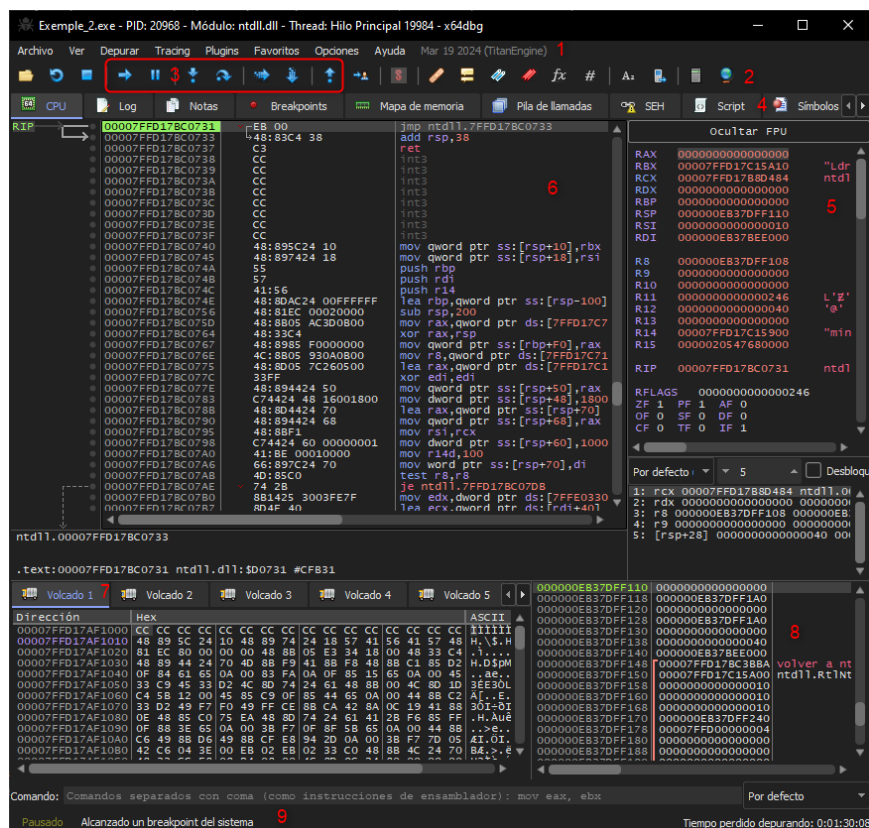 Exemple_2.exe - PID: 20968 - Módulo: ntdll.dll - Thread: Hilo Principal 19984 - x64dbg
Archivo Ver Depurar Tracing Plugins Favoritos Opciones Ayuda Mar 19 2024 (TitanEngine) 1
3 fx # 2
CPU Log Notas Breakpoints Mapa de memoria Pila de llamadas SEH Script 4 Símbolos
Ocultar FPU
RIP
00007FFD17BC0731 EB 00 jmp ntdll.7FFD17BC0733
00007FFD17BC0733 48:83C4 38 add rsp,38
00007FFD17BC0737 C3 ret
00007FFD17BC0738 CC int3
00007FFD17BC0739 CC int3
00007FFD17BC073A CC int3
00007FFD17BC073B CC int3
00007FFD17BC073C CC int3
00007FFD17BC073D CC int3
00007FFD17BC073E CC int3
00007FFD17BC073F CC int3
00007FFD17BC0740 48:895C24 10 mov qword ptr ss:[rsp+10],rbx
00007FFD17BC0745 48:897424 18 mov qword ptr ss:[rsp+18],rsi
00007FFD17BC074A 55 push rbp
00007FFD17BC074B 57 push rdi
00007FFD17BC074C 41:56 push r14
00007FFD17BC074E 48:8DAC24 00FFFFFF lea rbp,qword ptr ss:[rsp-100]
00007FFD17BC0756 48:81EC 00020000 sub rsp,200
00007FFD17BC075D 48:8B05 AC3D0B00 mov rax,qword ptr ds:[7FFD17C7
00007FFD17BC0764 48:33C4 xor rax,rsp
00007FFD17BC0767 48:8985 F0000000 mov qword ptr ss:[rbp+F0],rax
00007FFD17BC076E 4C:8B05 930A0B00 mov r8,qword ptr ds:[7FFD17C71
00007FFD17BC0775 48:8D05 7C260500 lea rax,qword ptr ds:[7FFD17C1
00007FFD17BC077C 33FF xor edi,edi
00007FFD17BC077E 48:894424 50 mov qword ptr ss:[rsp+50],rax
00007FFD17BC0783 C74424 48 16001800 mov dword ptr ss:[rsp+48],1800
00007FFD17BC078B 48:8D4424 70 lea rax,qword ptr ss:[rsp+70]
00007FFD17BC0790 48:894424 68 mov qword ptr ss:[rsp+68],rax
00007FFD17BC0795 48:8BF1 mov rsi,rcx
00007FFD17BC0798 C74424 60 00000001 mov dword ptr ss:[rsp+60],1000
00007FFD17BC07A0 41:BE 00010000 mov r14d,100
00007FFD17BC07A6 66:897C24 70 mov word ptr ss:[rsp+70],di
00007FFD17BC07AB 4D:85C0 test r8,r8
00007FFD17BC07AE 74 2B je ntdll.7FFD17BC07DB
00007FFD17BC07B0 8B1425 3003FE7F mov edx,dword ptr ds:[7FFE0330
00007FFD17BC07B7 8D4F 40 lea ecx,qword ptr ds:[rdi+40]
6
RAX 0000000000000000
RBX 00007FFD17C15A10 "Ldr
RCX 00007FFD17B8D484 ntdl
RDX 0000000000000000
RBP 0000000000000000
RSP 000000EB37DFF110
RSI 0000000000000010
RDI 000000EB37BEE000
5
R8 000000EB37DFF108
R9 0000000000000000
R10 0000000000000000
R11 0000000000000246
R12 0000000000000040 '@'
R13 0000000000000000
R14 00007FFD17C15900 "min
R15 0000020547680000
RIP 00007FFD17BC0731 ntdl
RFLAGS 0000000000000246
ZF 1 PF 1 AF 0
OF 0 SF 0 DF 0
CF 0 TF 0 IF 1
Por defecto 5 Desbloqu
1: rcx 00007FFD17B8D484 ntdll.00
2: rdx 0000000000000000 00000000
3: r8 000000EB37DFF108 000000EB
4: r9 0000000000000000 00000000
5: [rsp+28] 0000000000000040 000
ntdll.00007FFD17BC0733
.text:00007FFD17BC0731 ntdll.dll:$D0731 #CFB31
Volcado 1 7 Volcado 2 Volcado 3 Volcado 4 Volcado 5
Dirección Hex ASCII
00007FFD17AF1000 CC CC CC CC CC CC CC CC CC CC CC CC CC CC CC CC
00007FFD17AF1010 48 89 5C 24 10 48 89 74 24 18 57 41 56 41 57 48
00007FFD17AF1020 81 EC 80 00 00 00 48 8B 05 E3 34 18 00 48 33 C4
00007FFD17AF1030 48 89 44 24 70 4D 8B F9 41 8B F8 48 8B C1 85 D2
00007FFD17AF1040 0F 84 61 65 0A 00 83 FA 0A 0F 85 15 65 0A 00 45
00007FFD17AF1050 33 C9 45 33 D2 4C 8D 74 24 61 48 8B 00 4C 8D 1D
00007FFD17AF1060 C4 5B 12 00 45 85 C9 0F 85 44 65 0A 00 44 8B C2
00007FFD17AF1070 33 D2 49 F7 F0 49 FF CE 8B CA 42 8A 0C 19 41 88
00007FFD17AF1080 0E 48 85 C0 75 EA 48 8D 74 24 61 41 2B F6 85 FF
00007FFD17AF1090 0F 88 3E 65 0A 00 3B F7 0F 8F 5B 65 0A 00 44 8B
00007FFD17AF10A0 C6 49 8B D6 49 8B CF E8 94 2D 0A 00 3B F7 7D 05
00007FFD17AF10B0 42 C6 04 3E 00 EB 02 EB 02 33 C0 48 8B 4C 24 70
000000EB37DFF110 0000000000000000
000000EB37DFF118 000000EB37DFF1A0
000000EB37DFF120 0000000000000000
000000EB37DFF128 000000EB37DFF1A0
000000EB37DFF130 0000000000000000
000000EB37DFF138 0000000000000040
000000EB37DFF140 000000EB37BEE000
000000EB37DFF148 00007FFD17BC3BBA volver a nt
000000EB37DFF150 00007FFD17C15A00 ntdll.RtlNt
000000EB37DFF158 0000000000000010
000000EB37DFF160 0000000000000010
000000EB37DFF168 0000000000000010
000000EB37DFF170 000000EB37DFF240
000000EB37DFF178 00007FFD00000004
000000EB37DFF180 0000000000000000
000000EB37DFF188 0000000000000000
8
Comando: Comandos separados con coma (como instrucciones de ensamblador): mov eax, ebx Por defecto
Pausado Alcanzado un breakpoint del sistema 9 Tiempo perdido depurando: 0:01:30:08